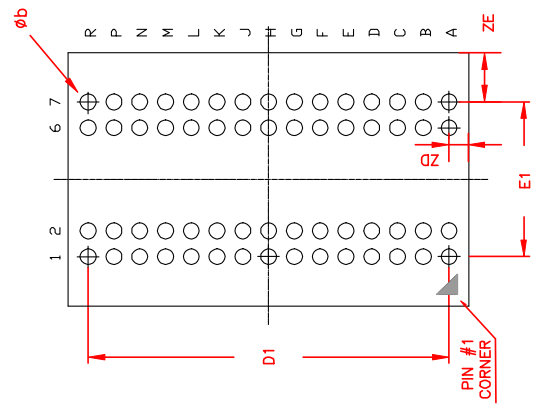 Øb
R P N M L K J H G F E D C B A
ZE
7
6
2
1
ZD
E1
D1
PIN #1
CORNER